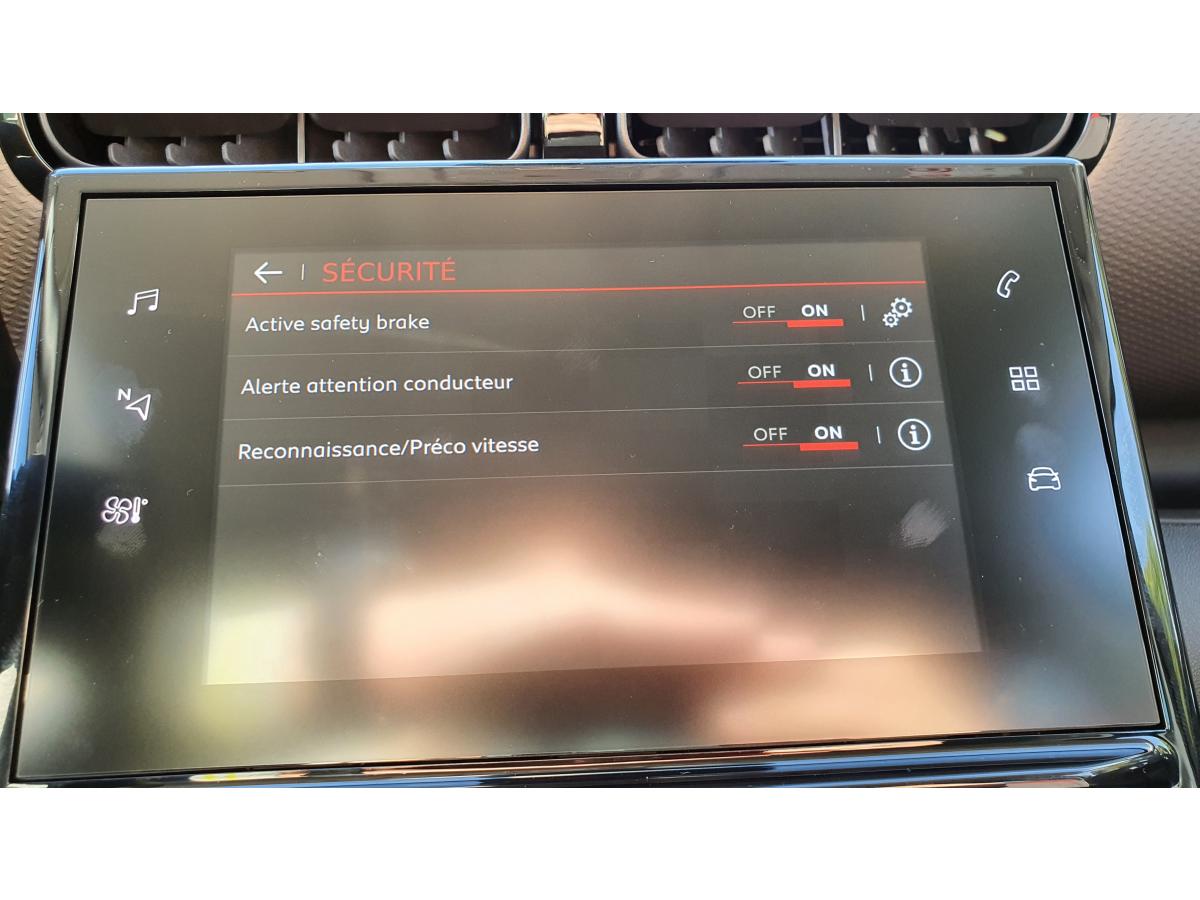 SÉCURITÉ
Active safety brake OFF ON
Alerte attention conducteur OFF ON
Reconnaissance/Préco vitesse OFF ON
N